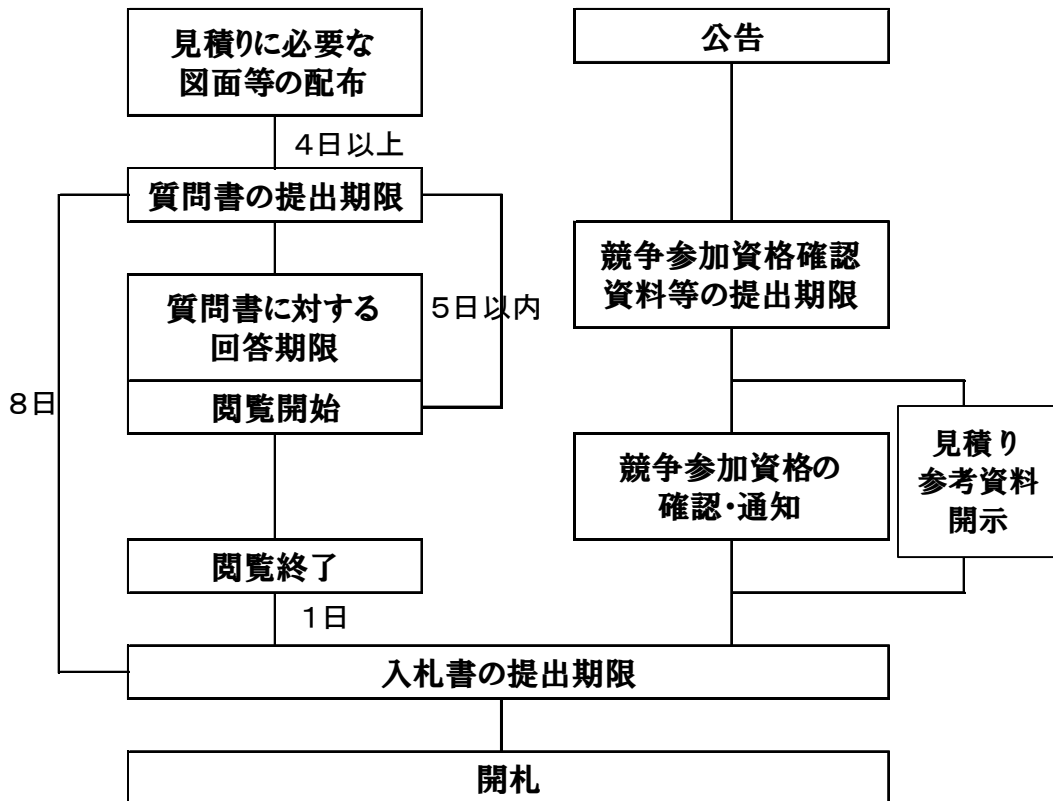 見積りに必要な
図面等の配布
公告
4日以上
質問書の提出期限
競争参加資格確認
資料等の提出期限
質問書に対する
回答期限
5日以内
閲覧開始
8日
見積り
参考資料
開示
競争参加資格の
確認・通知
閲覧終了
1日
入札書の提出期限
開札